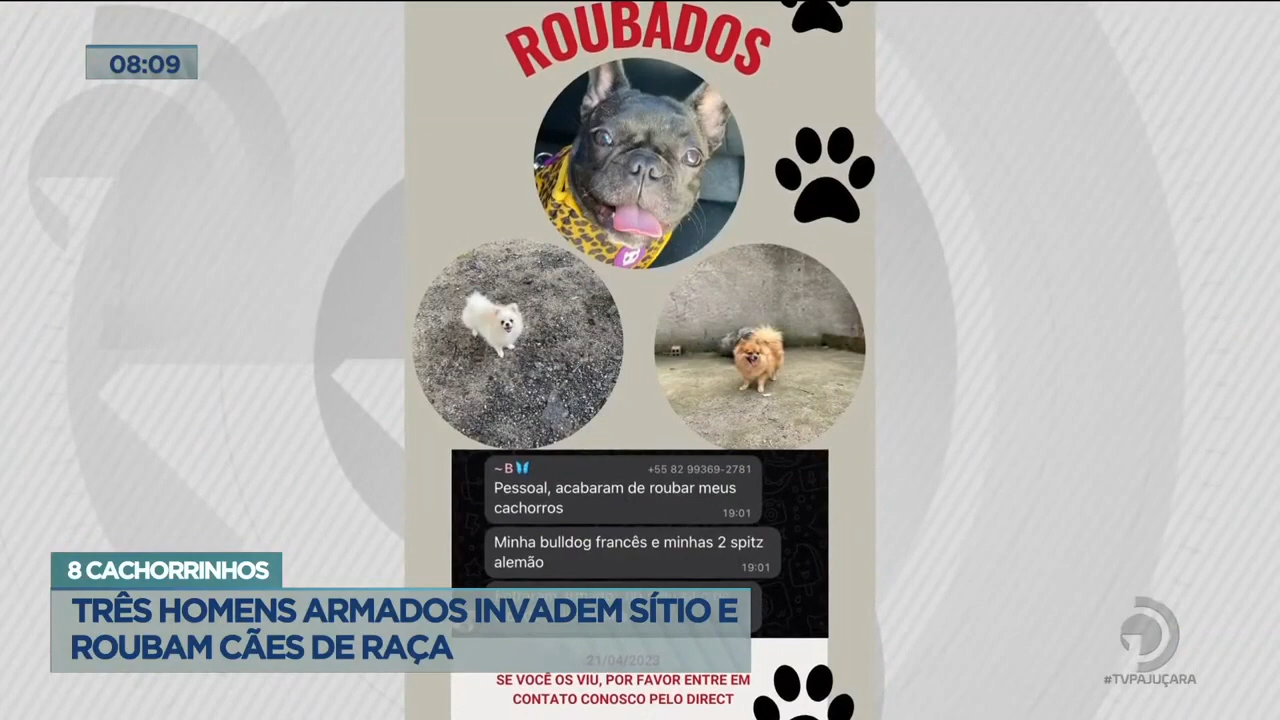 ROUBADOS
08:09
~B
+55 82 99369-2781
Pessoal, acabaram de roubar meus
cachorros
19:01
Minha bulldog francês e minhas 2 spitz
alemão
19:01
8 CACHORRINHOS
TRÊS HOMENS ARMADOS INVADEM SÍTIO E
ROUBAM CÃES DE RAÇA
21/04/2023
SE VOCÊ OS VIU, POR FAVOR ENTRE EM
CONTATO CONOSCO PELO DIRECT
#TVPAJUÇARA